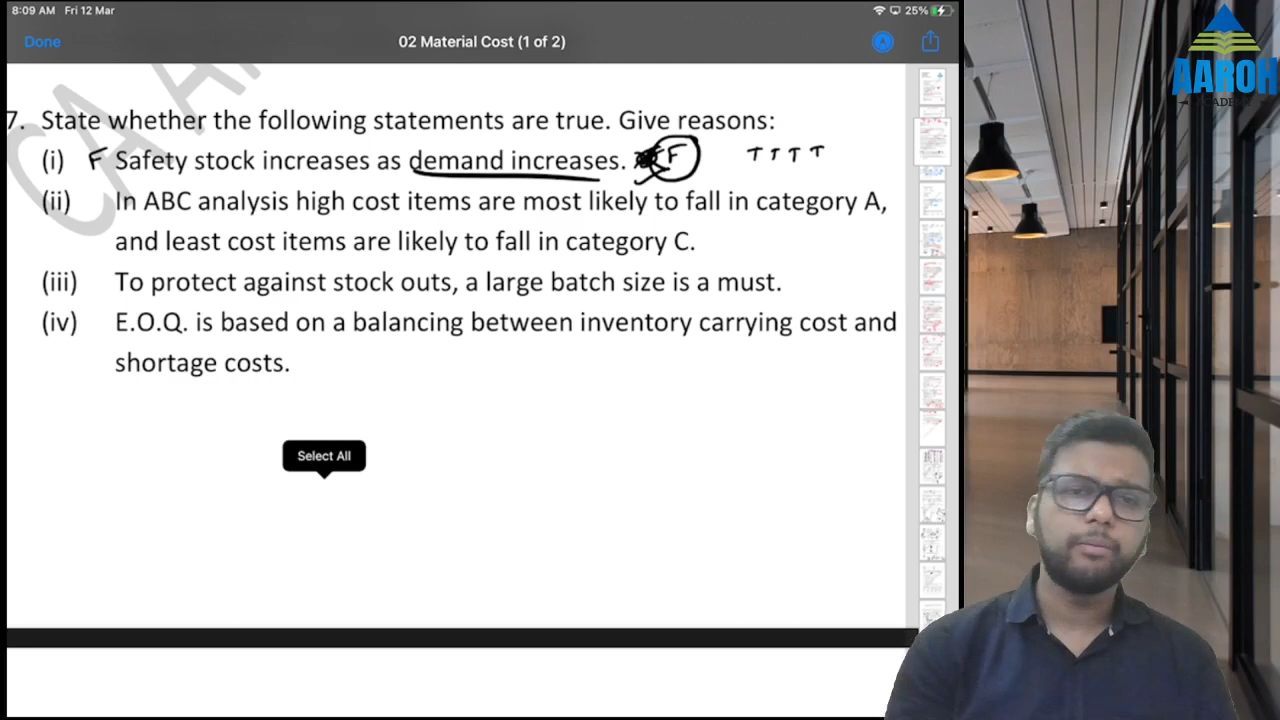 8:09 AM Fri 12 Mar
25%
Done
02 Material Cost (1 of 2)
AAROH
7. State whether the following statements are true. Give reasons:
(i) F Safety stock increases as demand increases. F T T T T
(ii) In ABC analysis high cost items are most likely to fall in category A,
and least cost items are likely to fall in category C.
(iii) To protect against stock outs, a large batch size is a must.
(iv) E.O.Q. is based on a balancing between inventory carrying cost and
shortage costs.
Select All